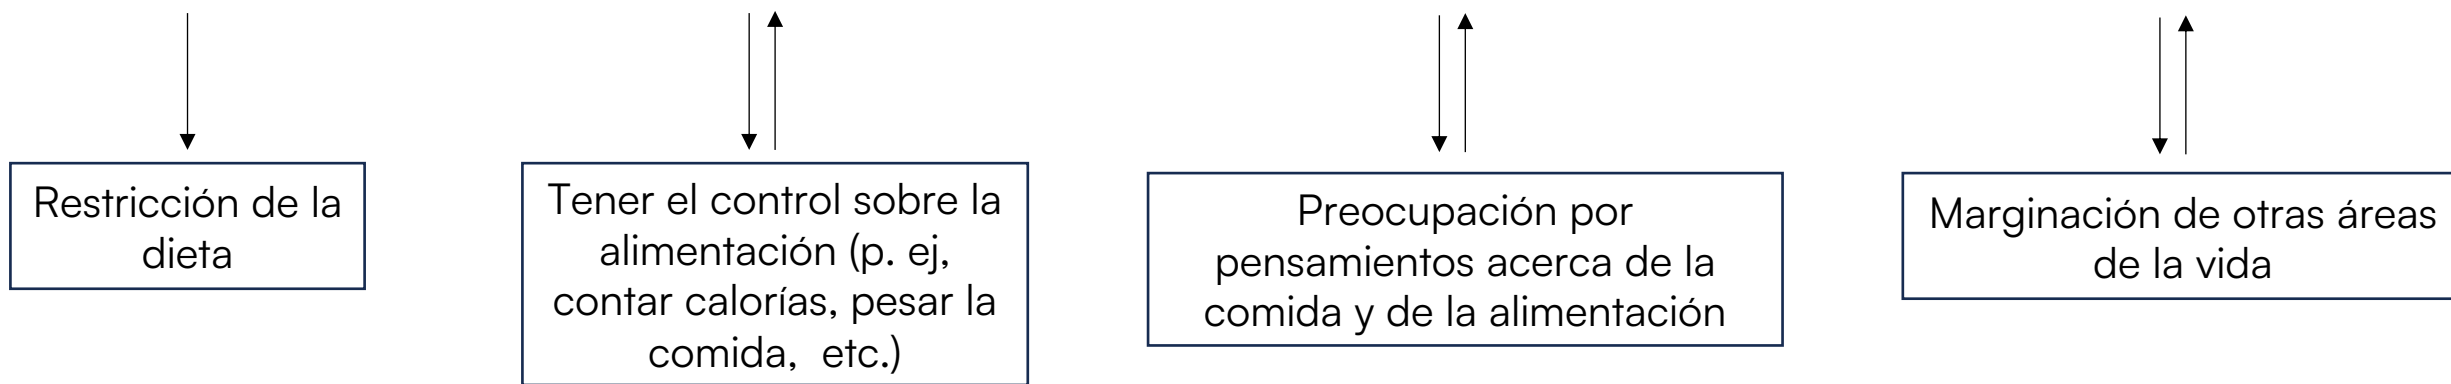 Restricción de la
dieta
Tener el control sobre la
alimentación (p. ej,
contar calorías, pesar la
comida,  etc.)
Preocupación por
pensamientos acerca de la
comida y de la alimentación
Marginación de otras áreas
de la vida